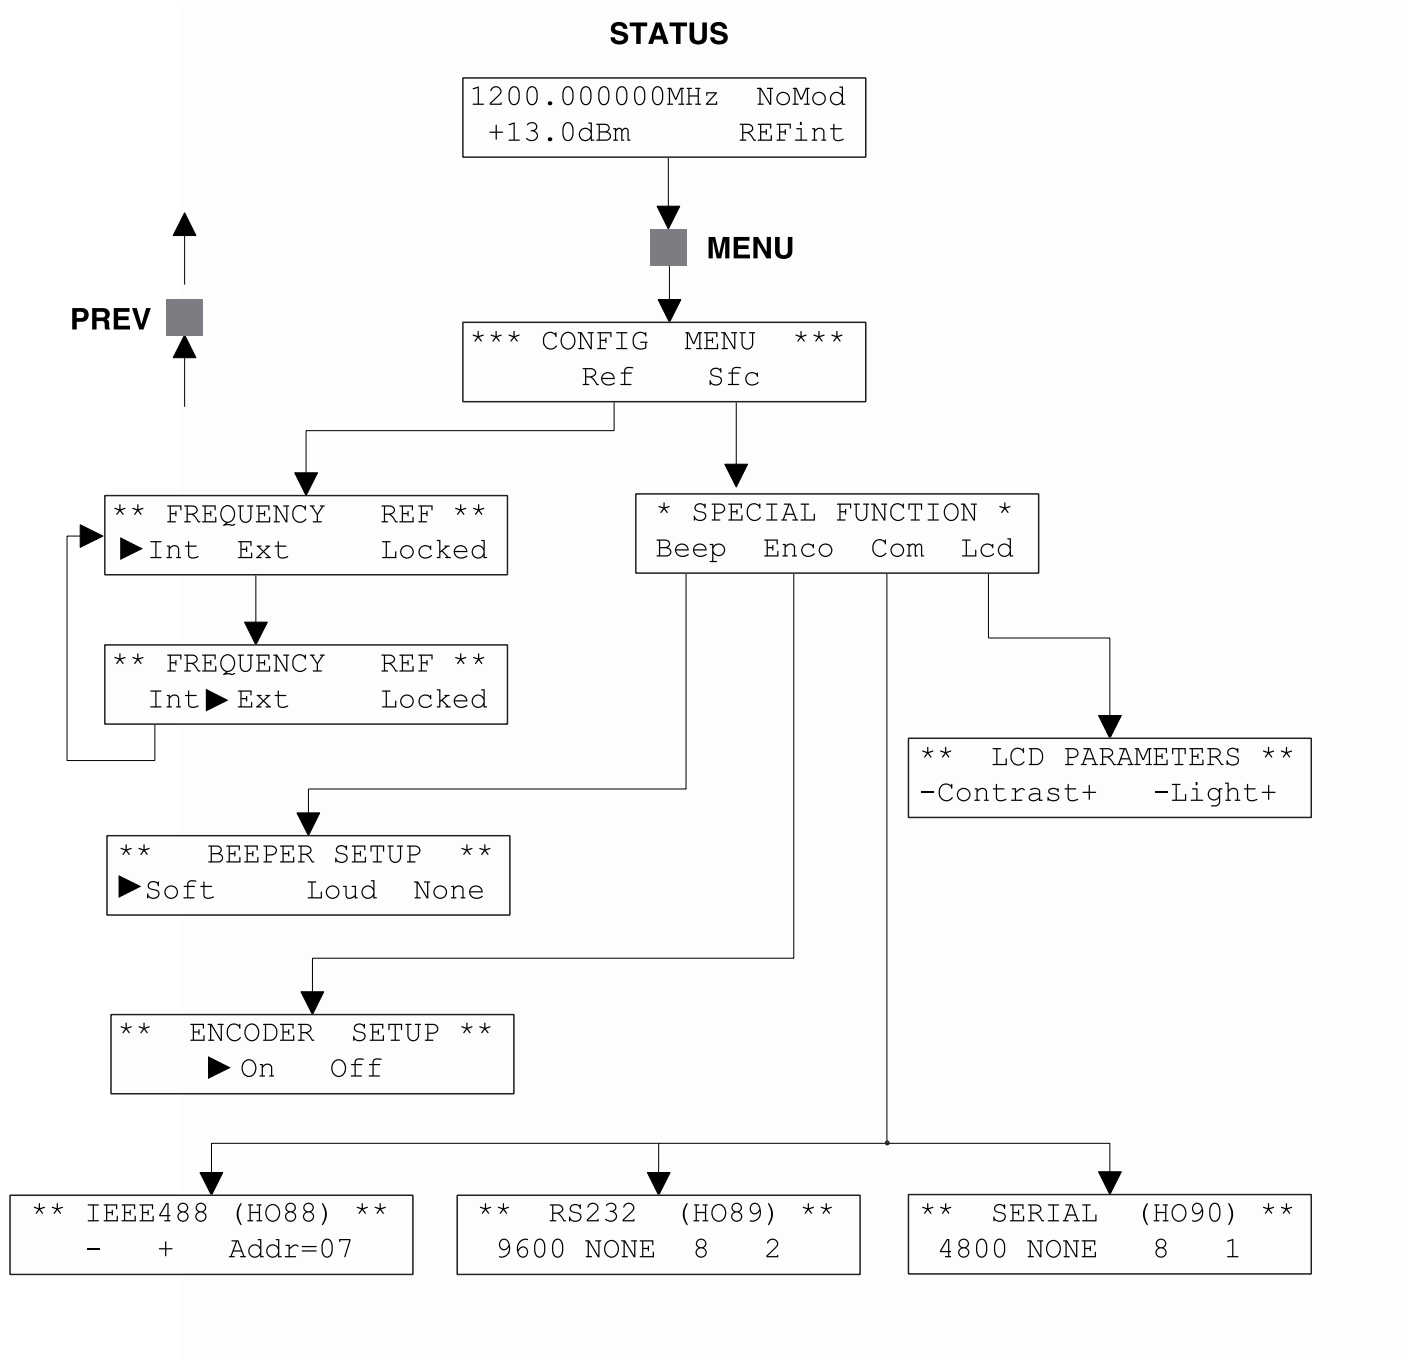 STATUS
1200.000000MHz NoMod
+13.0dBm REFint
MENU
PREV
*** CONFIG MENU ***
Ref Sfc
** FREQUENCY REF **
▶Int Ext Locked
* SPECIAL FUNCTION *
Beep Enco Com Lcd
** FREQUENCY REF **
Int▶Ext Locked
** LCD PARAMETERS **
-Contrast+ -Light+
** BEEPER SETUP **
▶Soft Loud None
** ENCODER SETUP **
▶On Off
** IEEE488 (HO88) **
- + Addr=07
** RS232 (HO89) **
9600 NONE 8 2
** SERIAL (HO90) **
4800 NONE 8 1